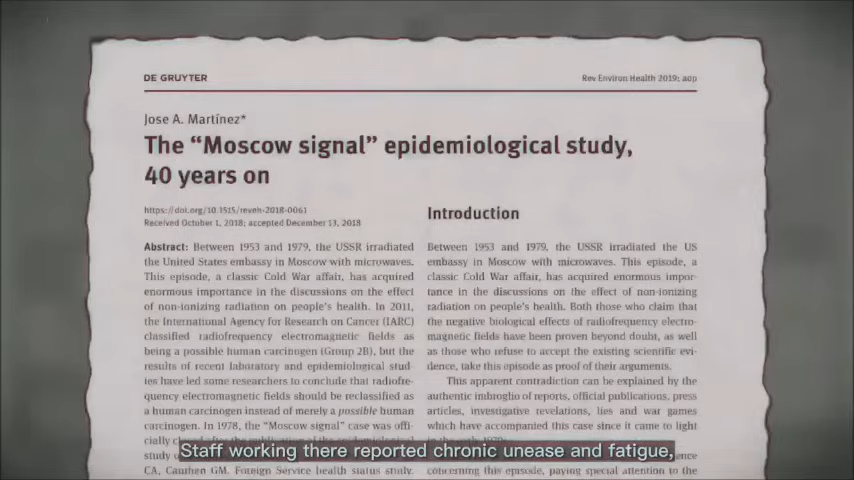 DE GRUYTER
Rev Environ Health 2019; aop
Jose A. Martínez*
The “Moscow signal” epidemiological study,
40 years on
https://doi.org/10.1515/reveh-2018-0061
Received October 1, 2018; accepted December 13, 2018
Abstract: Between 1953 and 1979, the USSR irradiated
the United States embassy in Moscow with microwaves.
This episode, a classic Cold War affair, has acquired
enormous importance in the discussions on the effect
of non-ionizing radiation on people's health. In 2011,
the International Agency for Research on Cancer (IARC)
classified radiofrequency electromagnetic fields as
being a possible human carcinogen (Group 2B), but the
results of recent laboratory and epidemiological stud-
ies have led some researchers to conclude that radiofre-
quency electromagnetic fields should be reclassified as
a human carcinogen instead of merely a possible human
carcinogen. In 1978, the “Moscow signal” case was offi-
cially
study
CA, Cauthen GM. Foreign Service health status study.
Introduction
Between 1953 and 1979, the USSR irradiated the US
embassy in Moscow with microwaves. This episode, a
classic Cold War affair, has acquired enormous impor-
tance in the discussions on the effect of non-ionizing
radiation on people's health. Both those who claim that
the negative biological effects of radiofrequency electro-
magnetic fields have been proven beyond doubt, as well
as those who refuse to accept the existing scientific evi-
dence, take this episode as proof of their arguments.
This apparent contradiction can be explained by the
authentic imbroglio of reports, official publications, press
articles, investigative revelations, lies and war games
which have accompanied this case since it came to light
concerning this episode, paying special attention to the
Staff working there reported chronic unease and fatigue,